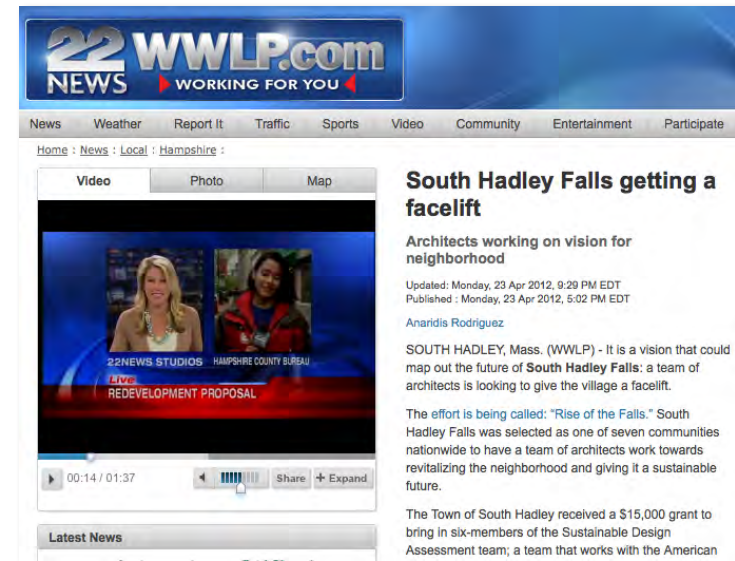 22 WWLP.com
NEWS WORKING FOR YOU
News Weather Report It Traffic Sports Video Community Entertainment Participate
Home : News : Local : Hampshire :
Video Photo Map
22NEWS STUDIOS HAMPSHIRE COUNTY BUREAU
Live
REDEVELOPMENT PROPOSAL
00:14 / 01:37 Share + Expand
Latest News
South Hadley Falls getting a
facelift
Architects working on vision for
neighborhood
Updated: Monday, 23 Apr 2012, 9:29 PM EDT
Published : Monday, 23 Apr 2012, 5:02 PM EDT
Anaridis Rodriguez
SOUTH HADLEY, Mass. (WWLP) - It is a vision that could
map out the future of South Hadley Falls: a team of
architects is looking to give the village a facelift.
The effort is being called: "Rise of the Falls." South
Hadley Falls was selected as one of seven communities
nationwide to have a team of architects work towards
revitalizing the neighborhood and giving it a sustainable
future.
The Town of South Hadley received a $15,000 grant to
bring in six-members of the Sustainable Design
Assessment team; a team that works with the American